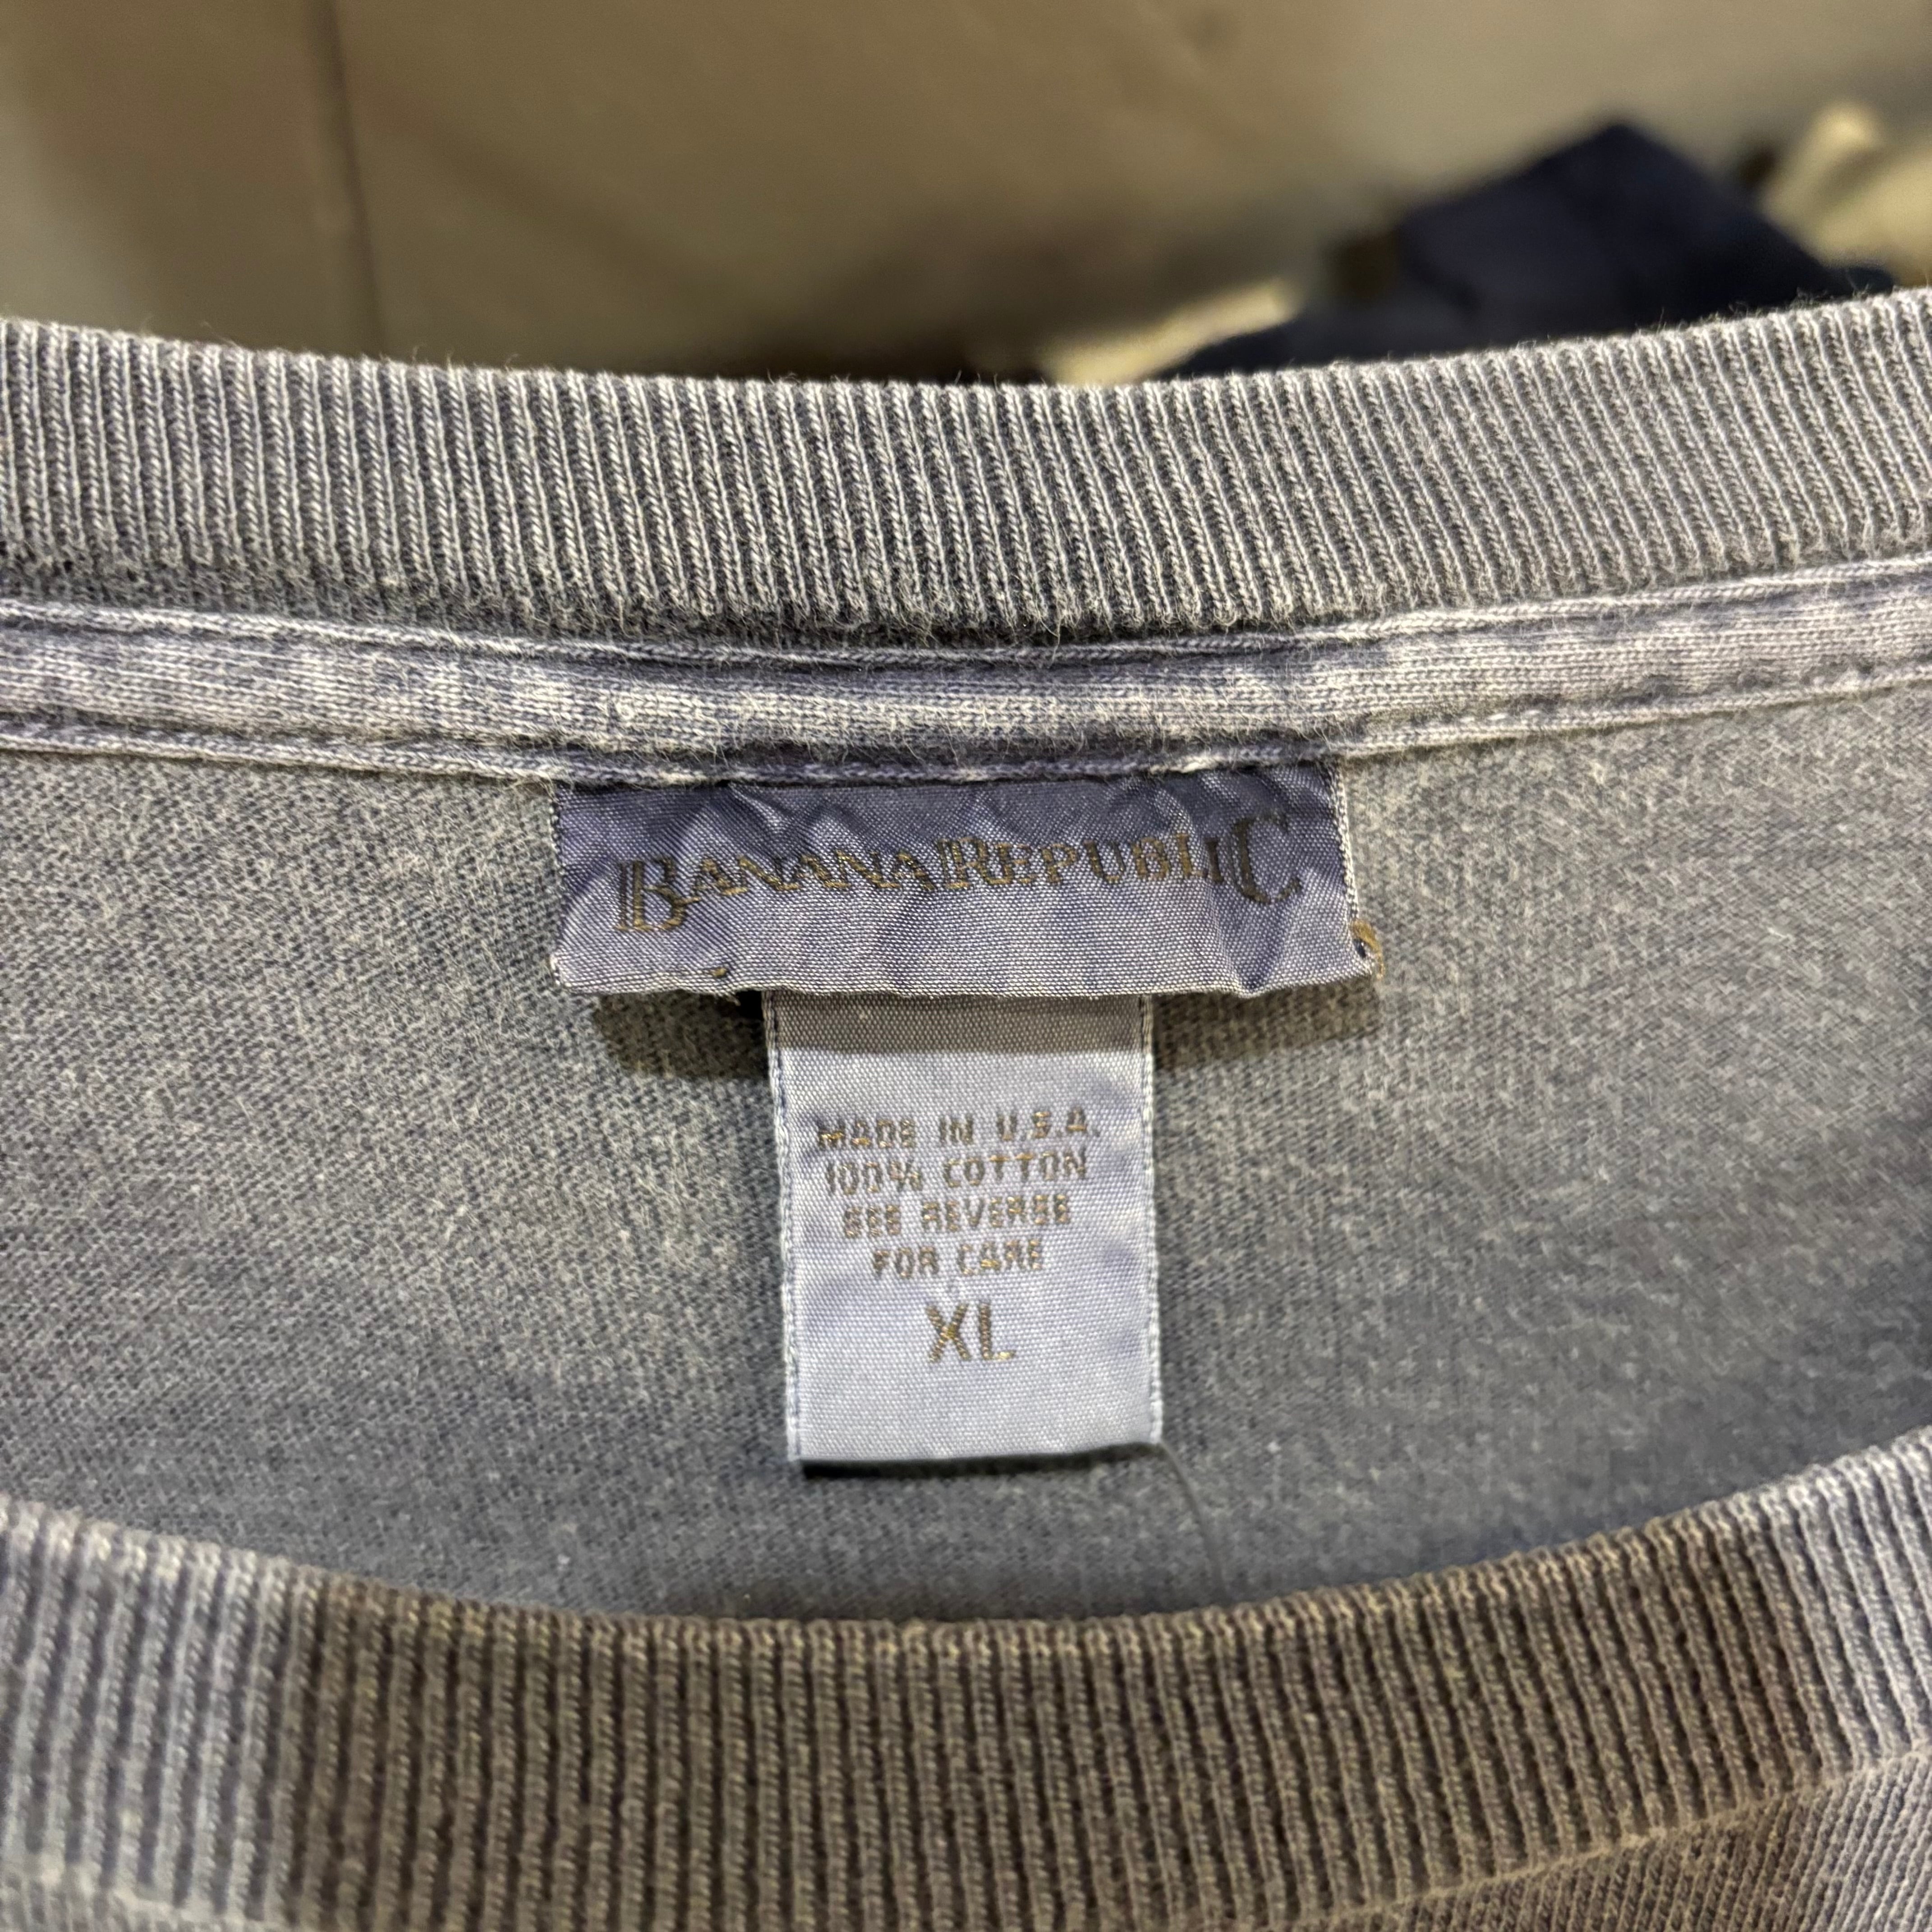 BANANA REPUBLIC
MADE IN U.S.A.
100% COTTON
SEE REVERSE
FOR CARE
XL